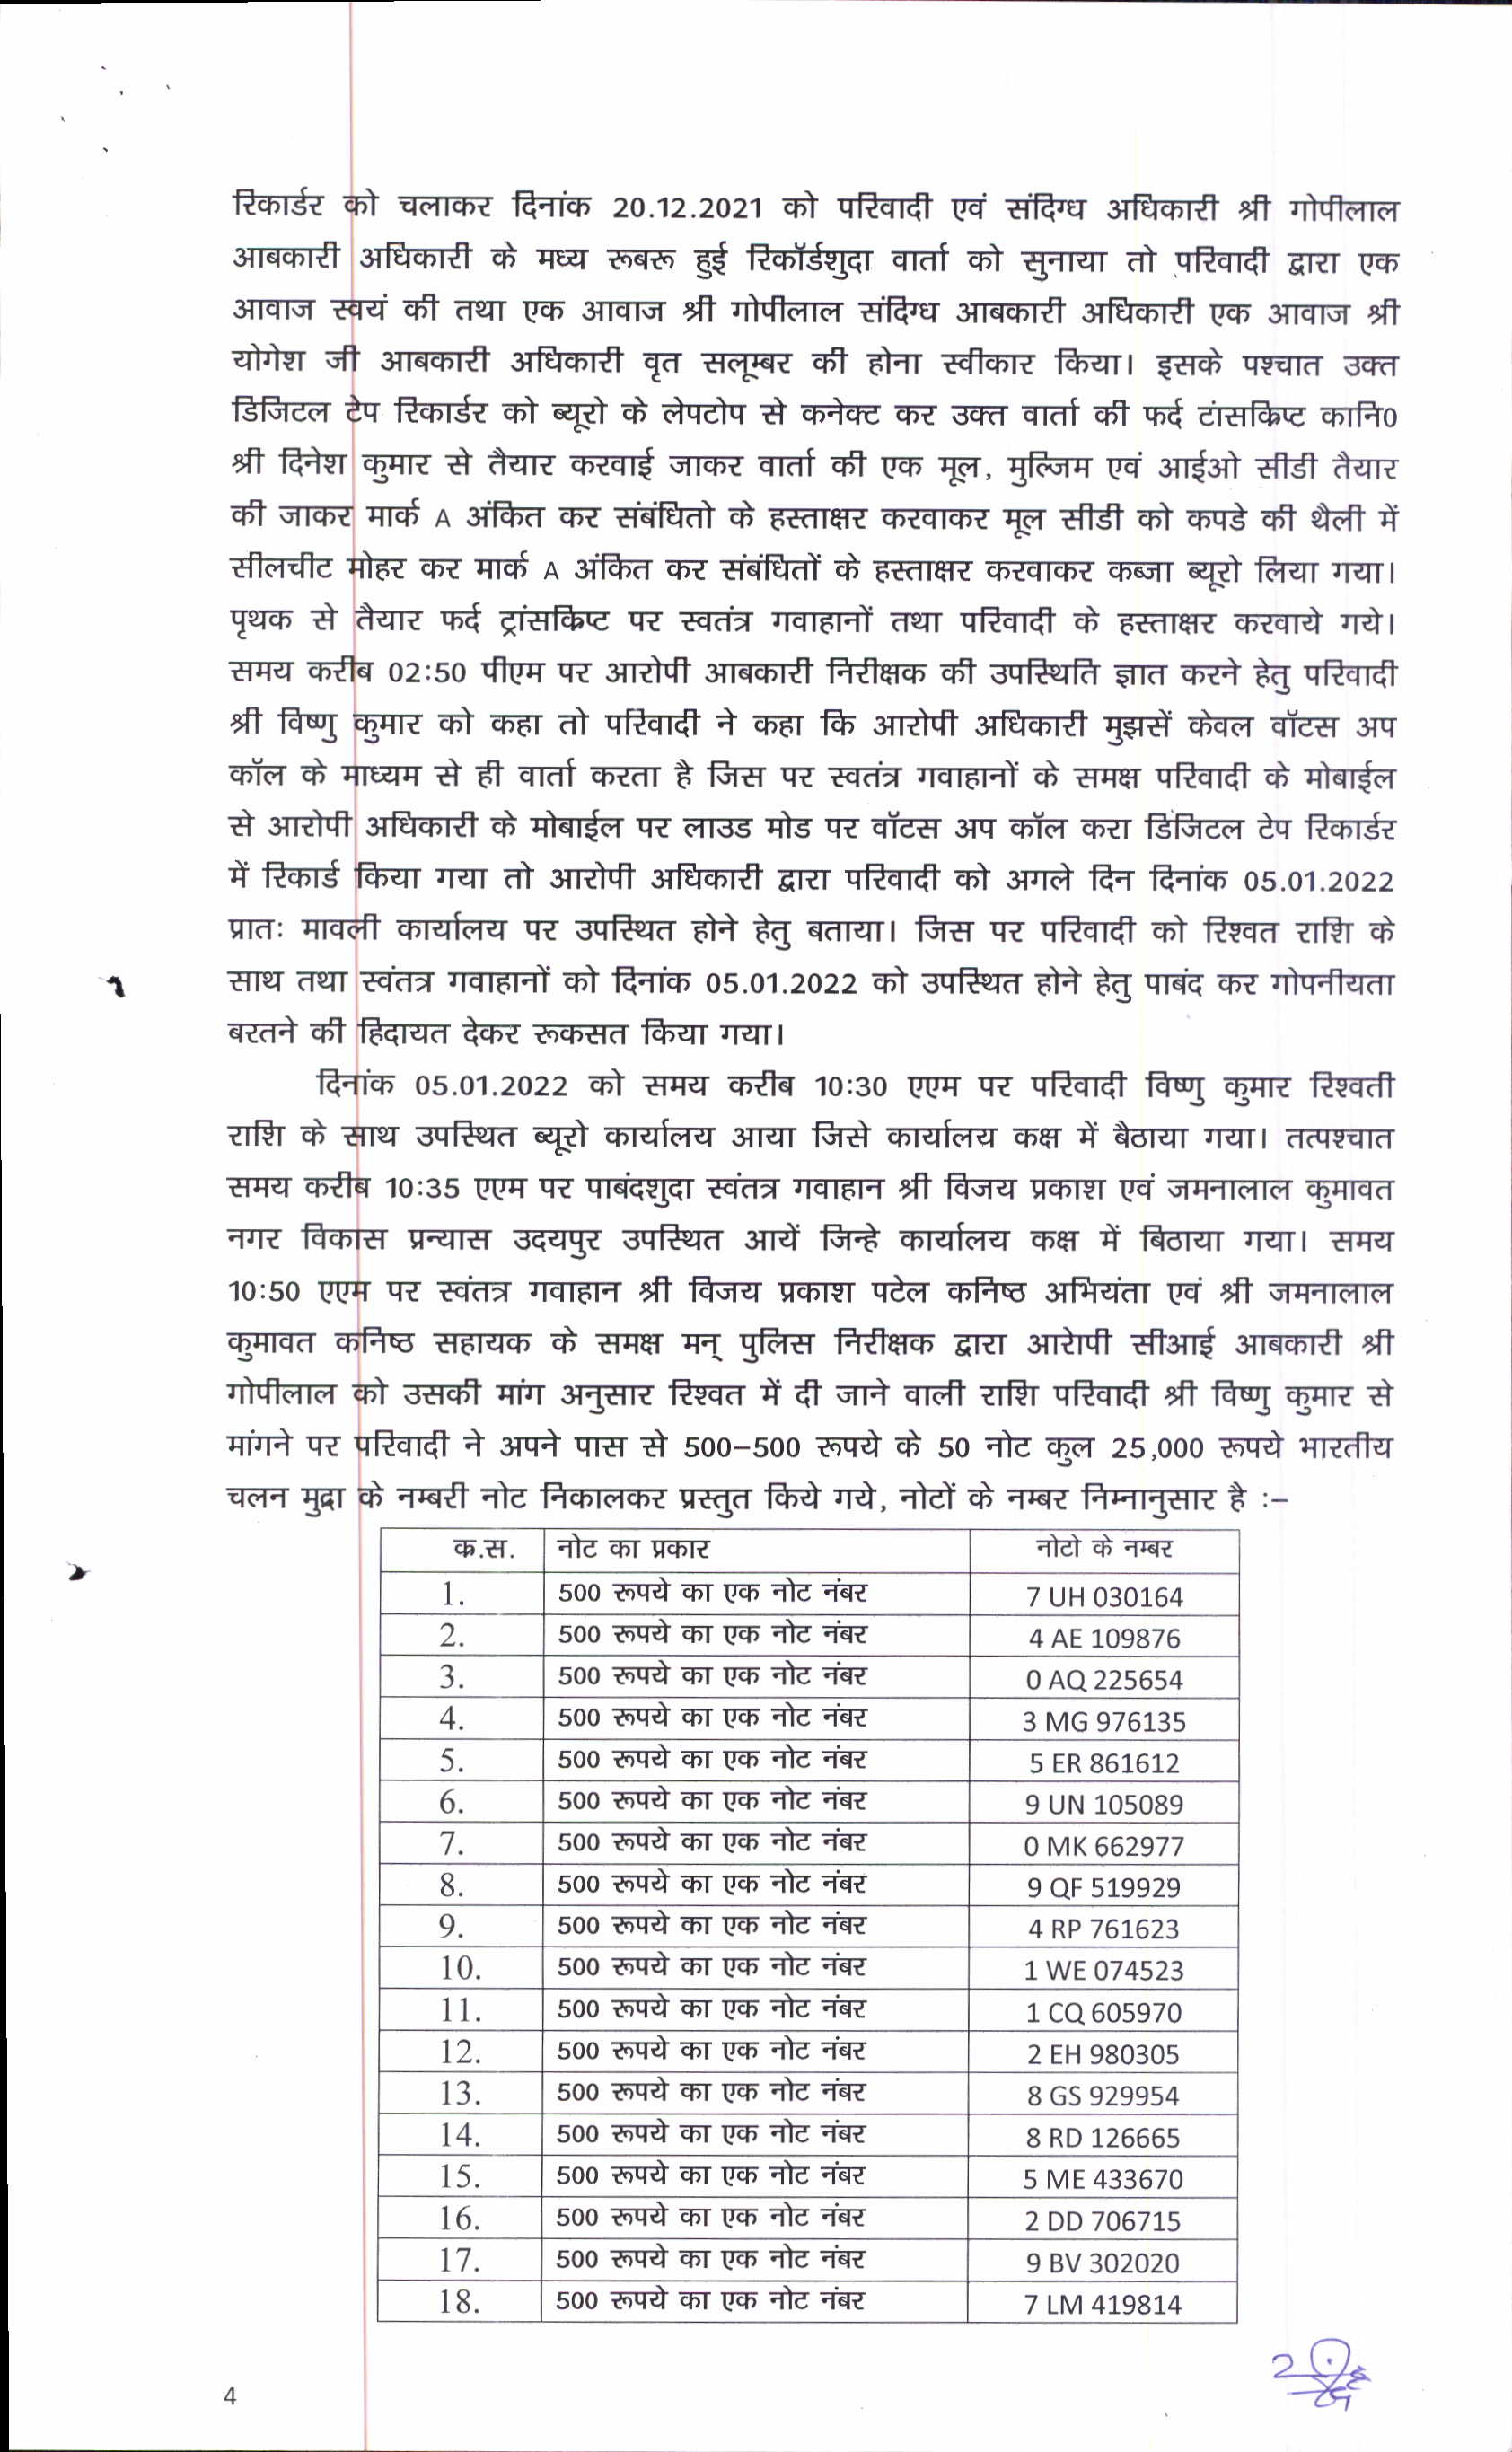 रिकार्डर को चलाकर दिनांक 20.12.2021 को परिवादी एवं संदिग्ध अधिकारी श्री गोपीलाल
आबकारी अधिकारी के मध्य रूबरू हुई रिकॉर्डशुदा वार्ता को सुनाया तो परिवादी द्वारा एक
आवाज स्वयं की तथा एक आवाज श्री गोपीलाल संदिग्ध आबकारी अधिकारी एक आवाज श्री
योगेश जी आबकारी अधिकारी वृत सलूम्बर की होना स्वीकार किया। इसके पश्चात उक्त
डिजिटल टेप रिकार्डर को ब्यूरो के लेपटोप से कनेक्ट कर उक्त वार्ता की फर्द टांसक्रिप्ट कानि0
श्री दिनेश कुमार से तैयार करवाई जाकर वार्ता की एक मूल, मुल्जिम एवं आईओ सीडी तैयार
की जाकर मार्क A अंकित कर संबंधितो के हस्ताक्षर करवाकर मूल सीडी को कपडे की थैली में
सीलचीट मोहर कर मार्क A अंकित कर संबंधितों के हस्ताक्षर करवाकर कब्जा ब्यूरो लिया गया।
पृथक से तैयार फर्द ट्रांसक्रिप्ट पर स्वतंत्र गवाहानों तथा परिवादी के हस्ताक्षर करवाये गये।
समय करीब 02:50 पीएम पर आरोपी आबकारी निरीक्षक की उपस्थिति ज्ञात करने हेतु परिवादी
श्री विष्णु कुमार को कहा तो परिवादी ने कहा कि आरोपी अधिकारी मुझसें केवल वॉटस अप
कॉल के माध्यम से ही वार्ता करता है जिस पर स्वतंत्र गवाहानों के समक्ष परिवादी के मोबाईल
से आरोपी अधिकारी के मोबाईल पर लाउड मोड पर वॉटस अप कॉल करा डिजिटल टेप रिकार्डर
में रिकार्ड किया गया तो आरोपी अधिकारी द्वारा परिवादी को अगले दिन दिनांक 05.01.2022
प्रातः मावली कार्यालय पर उपस्थित होने हेतु बताया। जिस पर परिवादी को रिश्वत राशि के
साथ तथा स्वंतत्र गवाहानों को दिनांक 05.01.2022 को उपस्थित होने हेतु पाबंद कर गोपनीयता
बरतने की हिदायत देकर रूकसत किया गया।
दिनांक 05.01.2022 को समय करीब 10:30 एएम पर परिवादी विष्णु कुमार रिश्वती
राशि के साथ उपस्थित ब्यूरो कार्यालय आया जिसे कार्यालय कक्ष में बैठाया गया। तत्पश्चात
समय करीब 10:35 एएम पर पाबंदशुदा स्वंतत्र गवाहान श्री विजय प्रकाश एवं जमनालाल कुमावत
नगर विकास प्रन्यास उदयपुर उपस्थित आयें जिन्हे कार्यालय कक्ष में बिठाया गया। समय
10:50 एएम पर स्वंतत्र गवाहान श्री विजय प्रकाश पटेल कनिष्ठ अभियंता एवं श्री जमनालाल
कुमावत कनिष्ठ सहायक के समक्ष मन् पुलिस निरीक्षक द्वारा आरोपी सीआई आबकारी श्री
गोपीलाल को उसकी मांग अनुसार रिश्वत में दी जाने वाली राशि परिवादी श्री विष्णु कुमार से
मांगने पर परिवादी ने अपने पास से 500–500 रूपये के 50 नोट कुल 25,000 रूपये भारतीय
चलन मुद्रा के नम्बरी नोट निकालकर प्रस्तुत किये गये, नोटों के नम्बर निम्नानुसार है :–
क्र.स. नोट का प्रकार नोटो के नम्बर
1. 500 रूपये का एक नोट नंबर 7 UH 030164
2. 500 रूपये का एक नोट नंबर 4 AE 109876
3. 500 रूपये का एक नोट नंबर 0 AQ 225654
4. 500 रूपये का एक नोट नंबर 3 MG 976135
5. 500 रूपये का एक नोट नंबर 5 ER 861612
6. 500 रूपये का एक नोट नंबर 9 UN 105089
7. 500 रूपये का एक नोट नंबर 0 MK 662977
8. 500 रूपये का एक नोट नंबर 9 QF 519929
9. 500 रूपये का एक नोट नंबर 4 RP 761623
10. 500 रूपये का एक नोट नंबर 1 WE 074523
11. 500 रूपये का एक नोट नंबर 1 CQ 605970
12. 500 रूपये का एक नोट नंबर 2 EH 980305
13. 500 रूपये का एक नोट नंबर 8 GS 929954
14. 500 रूपये का एक नोट नंबर 8 RD 126665
15. 500 रूपये का एक नोट नंबर 5 ME 433670
16. 500 रूपये का एक नोट नंबर 2 DD 706715
17. 500 रूपये का एक नोट नंबर 9 BV 302020
18. 500 रूपये का एक नोट नंबर 7 LM 419814
4